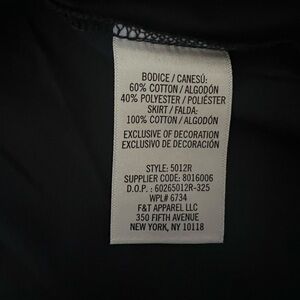 BODICE / CANESÚ:
60% COTTON / ALGODÓN
40% POLYESTER / POLIÉSTER
SKIRT / FALDA:
100% COTTON / ALGODÓN
EXCLUSIVE OF DECORATION
EXCLUSIVO DE DECORACIÓN
STYLE: 5012R
SUPPLIER CODE: 8016006
D.O.P. : 60265012R-325
WPL# 6734
F&T APPAREL LLC
350 FIFTH AVENUE
NEW YORK, NY 10118